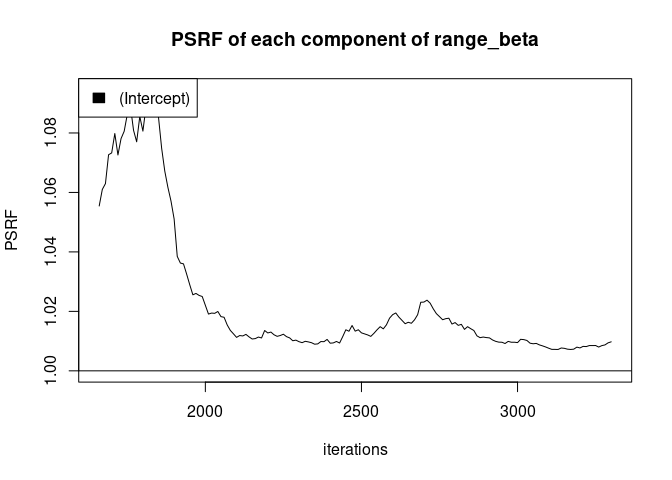 PSRF of each component of range_beta
(Intercept)
PSRF
1.08
1.06
1.04
1.02
1.00
2000 2500 3000
iterations